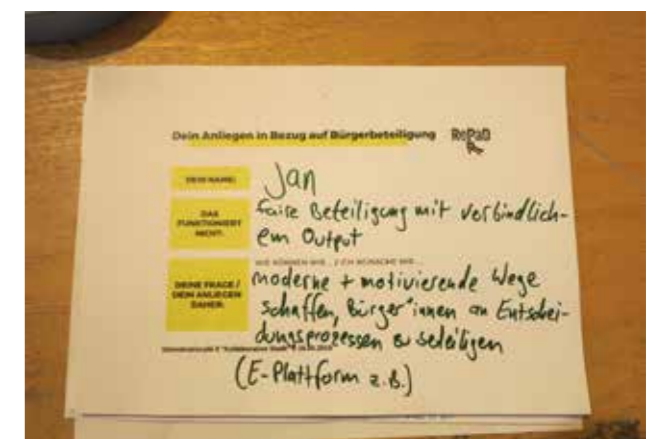 Dein Anliegen in Bezug auf Bürgerbeteiligung
RePaD
DEIN NAME:
Jan
DAS FUNKTIONIERT NICHT:
faire Beteiligung mit verbindlich-
em Output
WIE KÖNNEN WIR... / ICH WÜNSCHE MIR...
DEINE FRAGE / DEIN ANLIEGEN DAHER:
moderne + motivierende Wege
schaffen, Bürger*innen an Entschei-
dungsprozessen zu beteiligen
(E-Plattform z.B.)